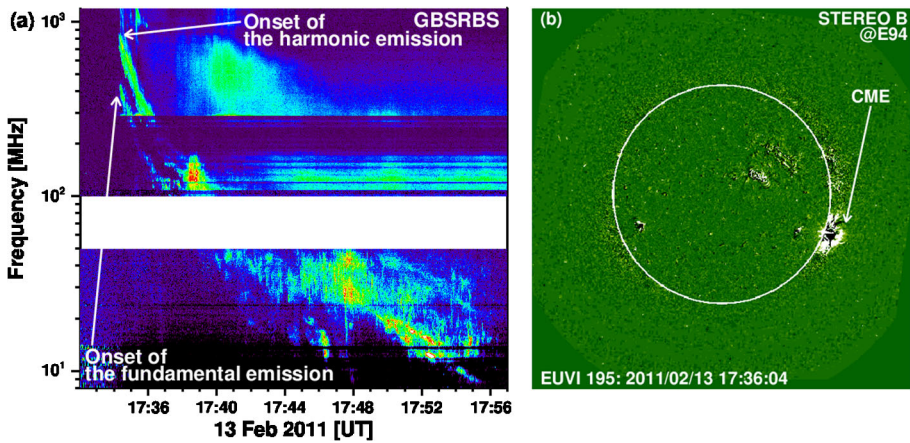 (a)
GBSRBS
Onset of
the harmonic emission
10³
10²
10¹
Frequency [MHz]
Onset of
the fundamental emission
17:36 17:40 17:44 17:48 17:52 17:56
13 Feb 2011 [UT]
(b)
STEREO B
@E94
CME
EUVI 195: 2011/02/13 17:36:04